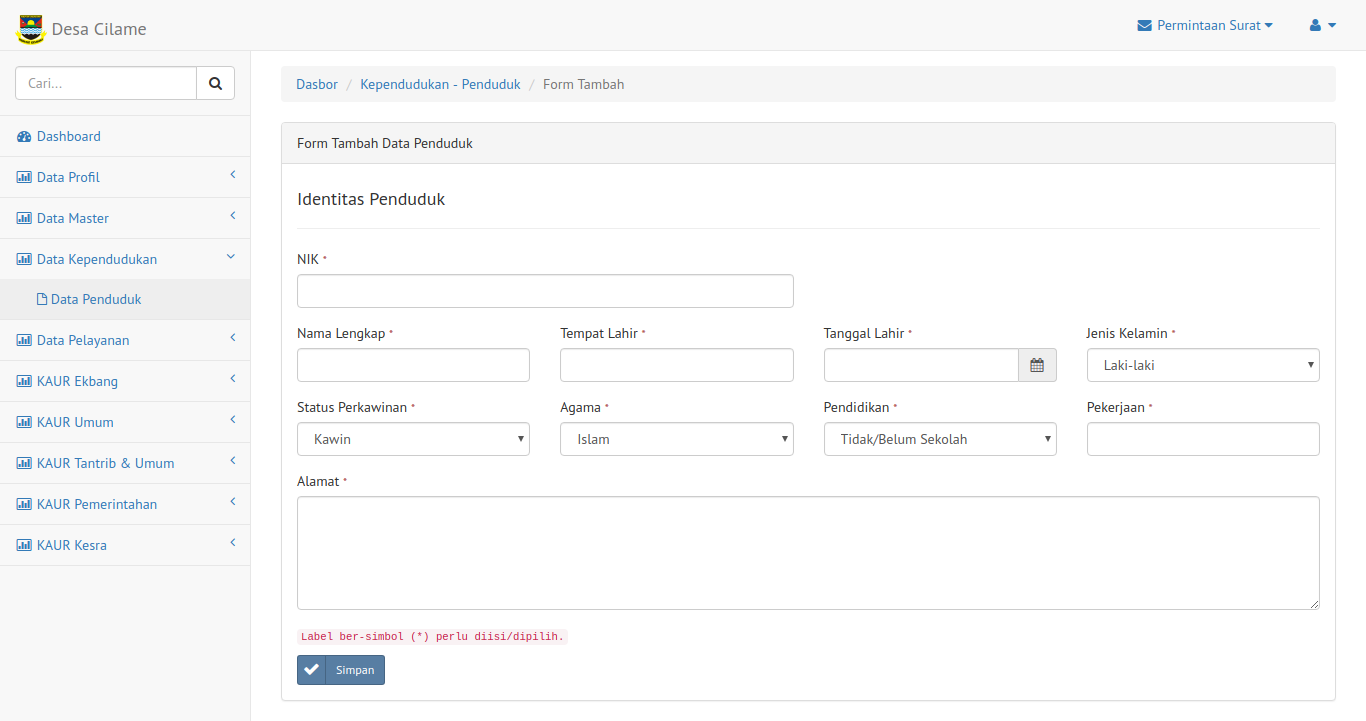 Desa Cilame
Permintaan Surat
Cari...
Dashboard
Data Profil
Data Master
Data Kependudukan
Data Penduduk
Data Pelayanan
KAUR Ekbang
KAUR Umum
KAUR Tantrib & Umum
KAUR Pemerintahan
KAUR Kesra
Dasbor / Kependudukan - Penduduk / Form Tambah
Form Tambah Data Penduduk
Identitas Penduduk
NIK *
Nama Lengkap * Tempat Lahir * Tanggal Lahir * Jenis Kelamin *
Laki-laki
Status Perkawinan * Agama * Pendidikan * Pekerjaan *
Kawin Islam Tidak/Belum Sekolah
Alamat *
Label ber-simbol (*) perlu diisi/dipilih.
Simpan